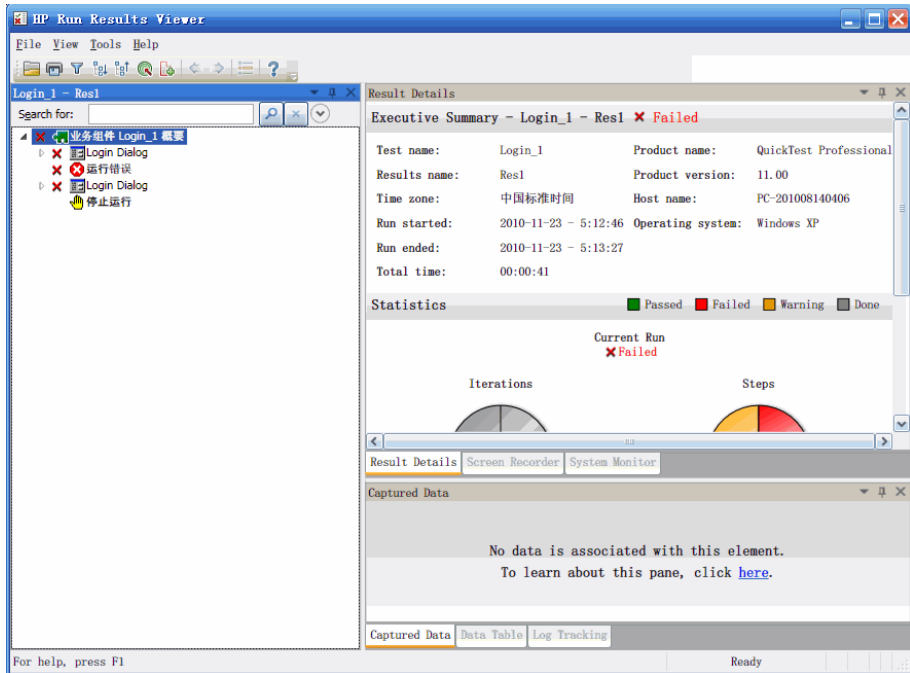 HP Run Results Viewer
File View Tools Help
Login_1 - Res1
Search for:
业务组件 Login_1 概要
Login Dialog
运行错误
Login Dialog
停止运行
Result Details
Executive Summary - Login_1 - Res1 Failed
Test name: Login_1 Product name: QuickTest Professional
Results name: Res1 Product version: 11.00
Time zone: 中国标准时间 Host name: PC-201008140406
Run started: 2010-11-23 - 5:12:46 Operating system: Windows XP
Run ended: 2010-11-23 - 5:13:27
Total time: 00:00:41
Statistics Passed Failed Warning Done
Current Run
Failed
Iterations Steps
Result Details Screen Recorder System Monitor
Captured Data
No data is associated with this element.
To learn about this pane, click here.
Captured Data Data Table Log Tracking
For help, press F1 Ready